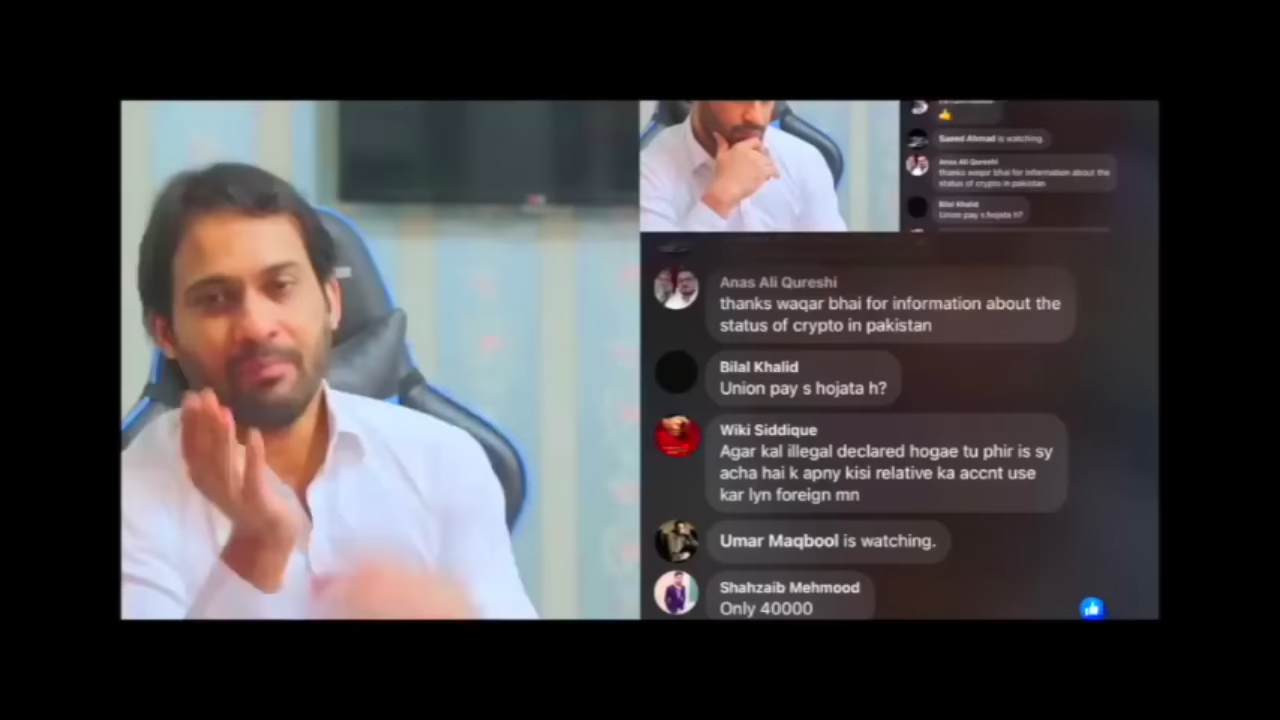 Saeed Ahmad is watching.
Anas Ali Qureshi
thanks waqar bhai for information about the
status of crypto in pakistan
Bilal Khalid
Union pay s hojata h?
Anas Ali Qureshi
thanks waqar bhai for information about the
status of crypto in pakistan
Bilal Khalid
Union pay s hojata h?
Wiki Siddique
Agar kal illegal declared hogae tu phir is sy
acha hai k apny kisi relative ka accnt use
kar lyn foreign mn
Umar Maqbool is watching.
Shahzaib Mehmood
Only 40000